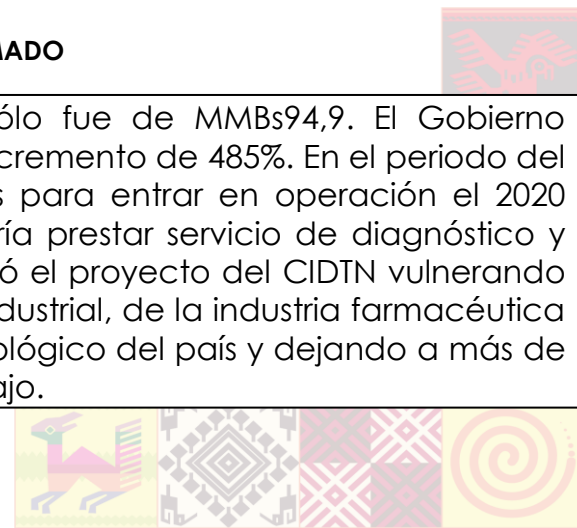 MADO
ólo fue de MMBs94,9. El Gobierno
cremento de 485%. En el periodo del
s para entrar en operación el 2020
ría prestar servicio de diagnóstico y
ó el proyecto del CIDTN vulnerando
dustrial, de la industria farmacéutica
ológico del país y dejando a más de
ajo.